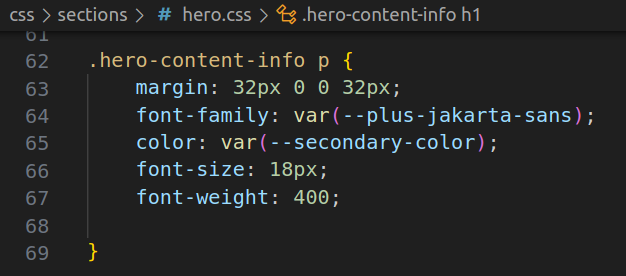 css > sections > # hero.css > .hero-content-info h1
61
62 .hero-content-info p {
63     margin: 32px 0 0 32px;
64     font-family: var(--plus-jakarta-sans);
65     color: var(--secondary-color);
66     font-size: 18px;
67     font-weight: 400;
68
69 }